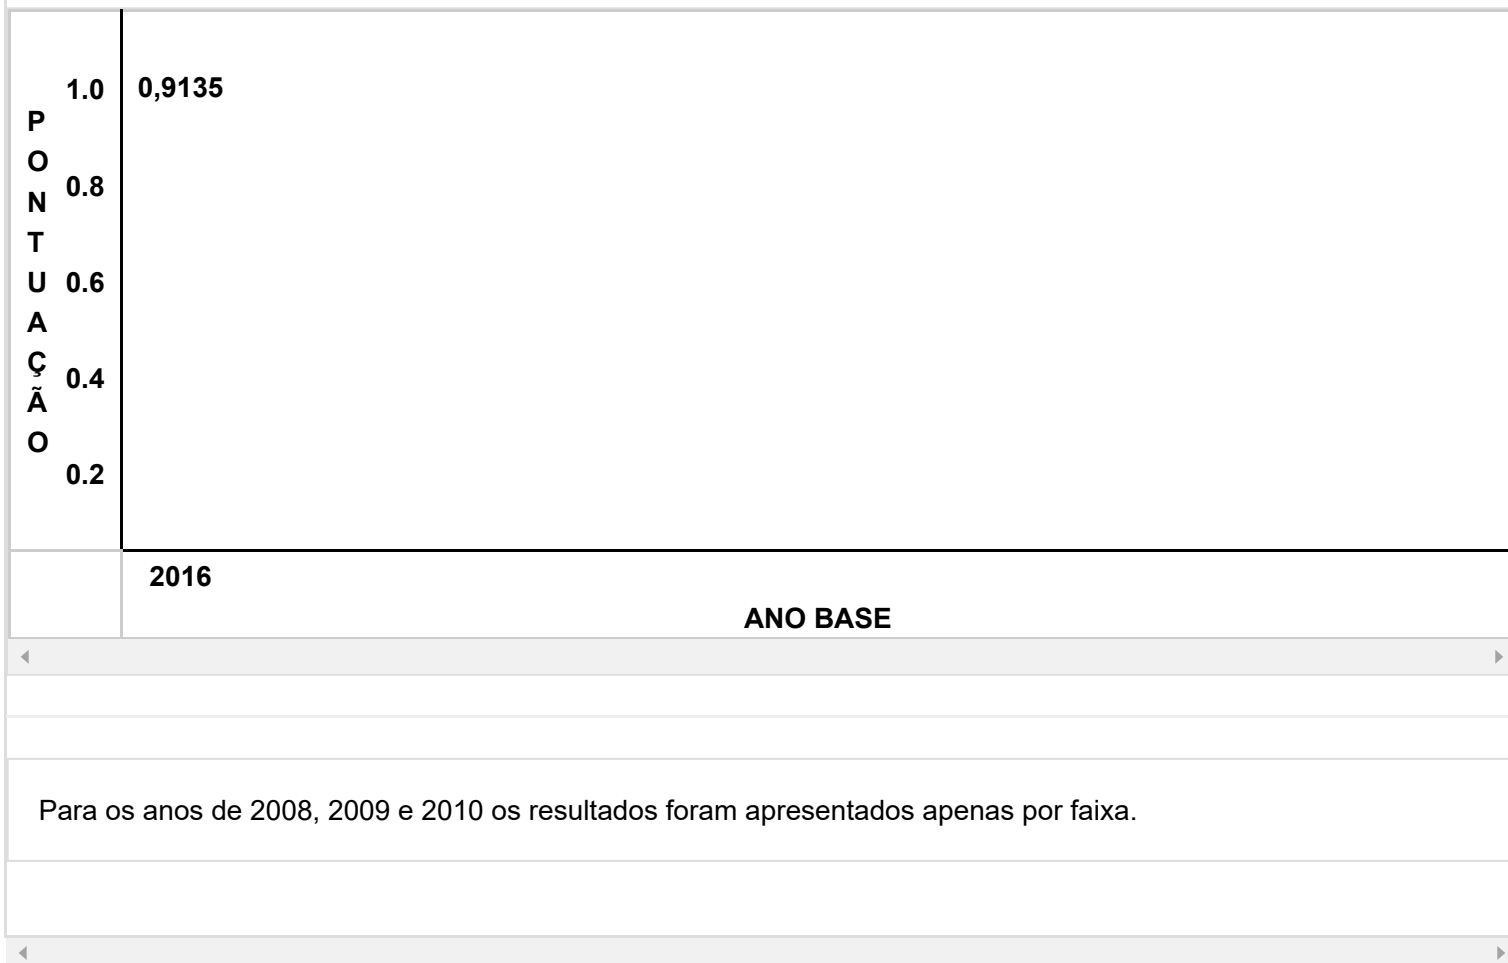 PONTUAÇÃO
1.0
0.8
0.6
0.4
0.2
0,9135
2016
ANO BASE
Para os anos de 2008, 2009 e 2010 os resultados foram apresentados apenas por faixa.